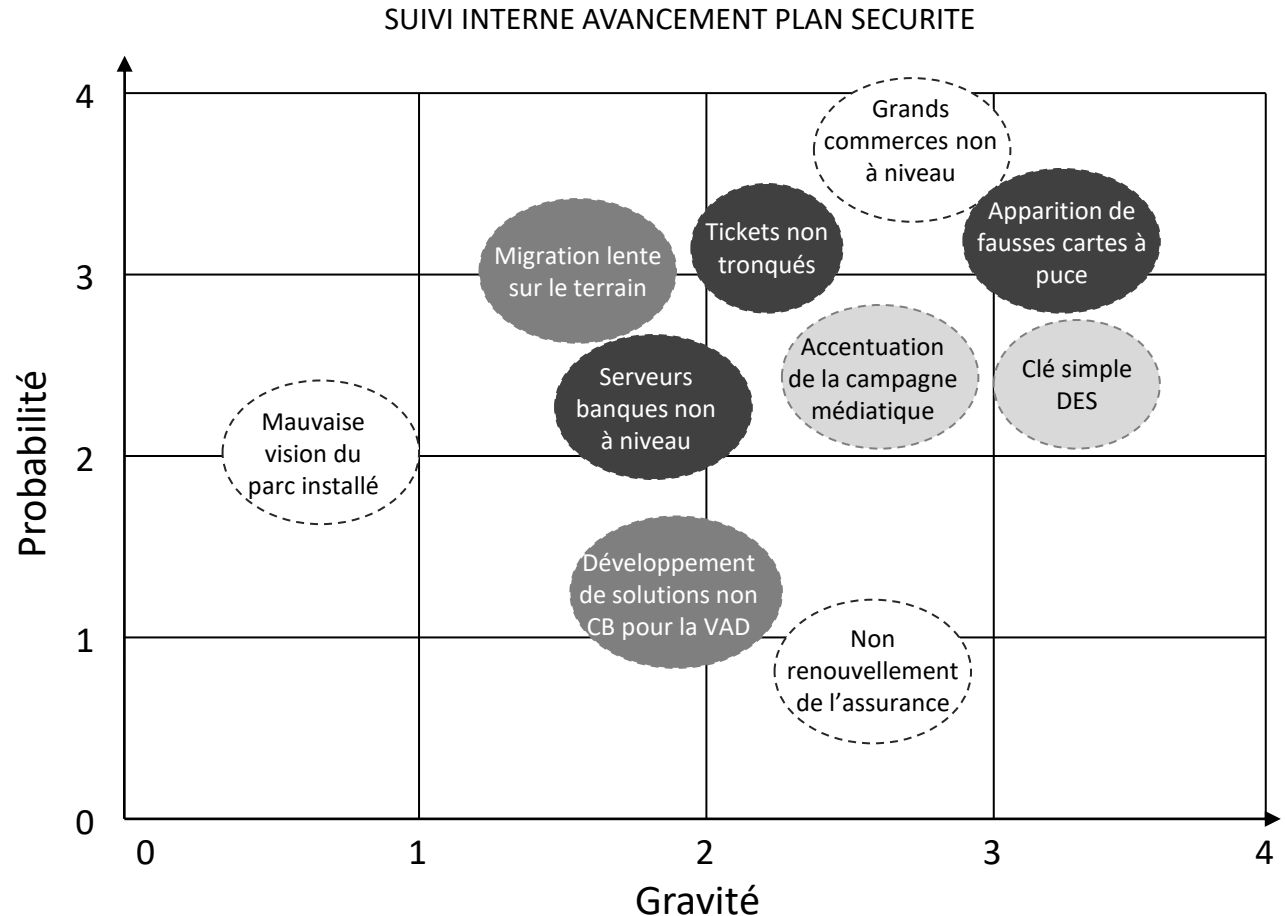 SUIVI INTERNE AVANCEMENT PLAN SECURITE
4
3
2
1
0
Probabilité
Grands
commerces non
à niveau
Apparition de
fausses cartes à
puce
Tickets non
tronqués
Migration lente
sur le terrain
Accentuation
de la campagne
médiatique
Clé simple
DES
Serveurs
banques non
à niveau
Mauvaise
vision du
parc installé
Développement
de solutions non
CB pour la VAD
Non
renouvellement
de l’assurance
0
1
2
3
4
Gravité